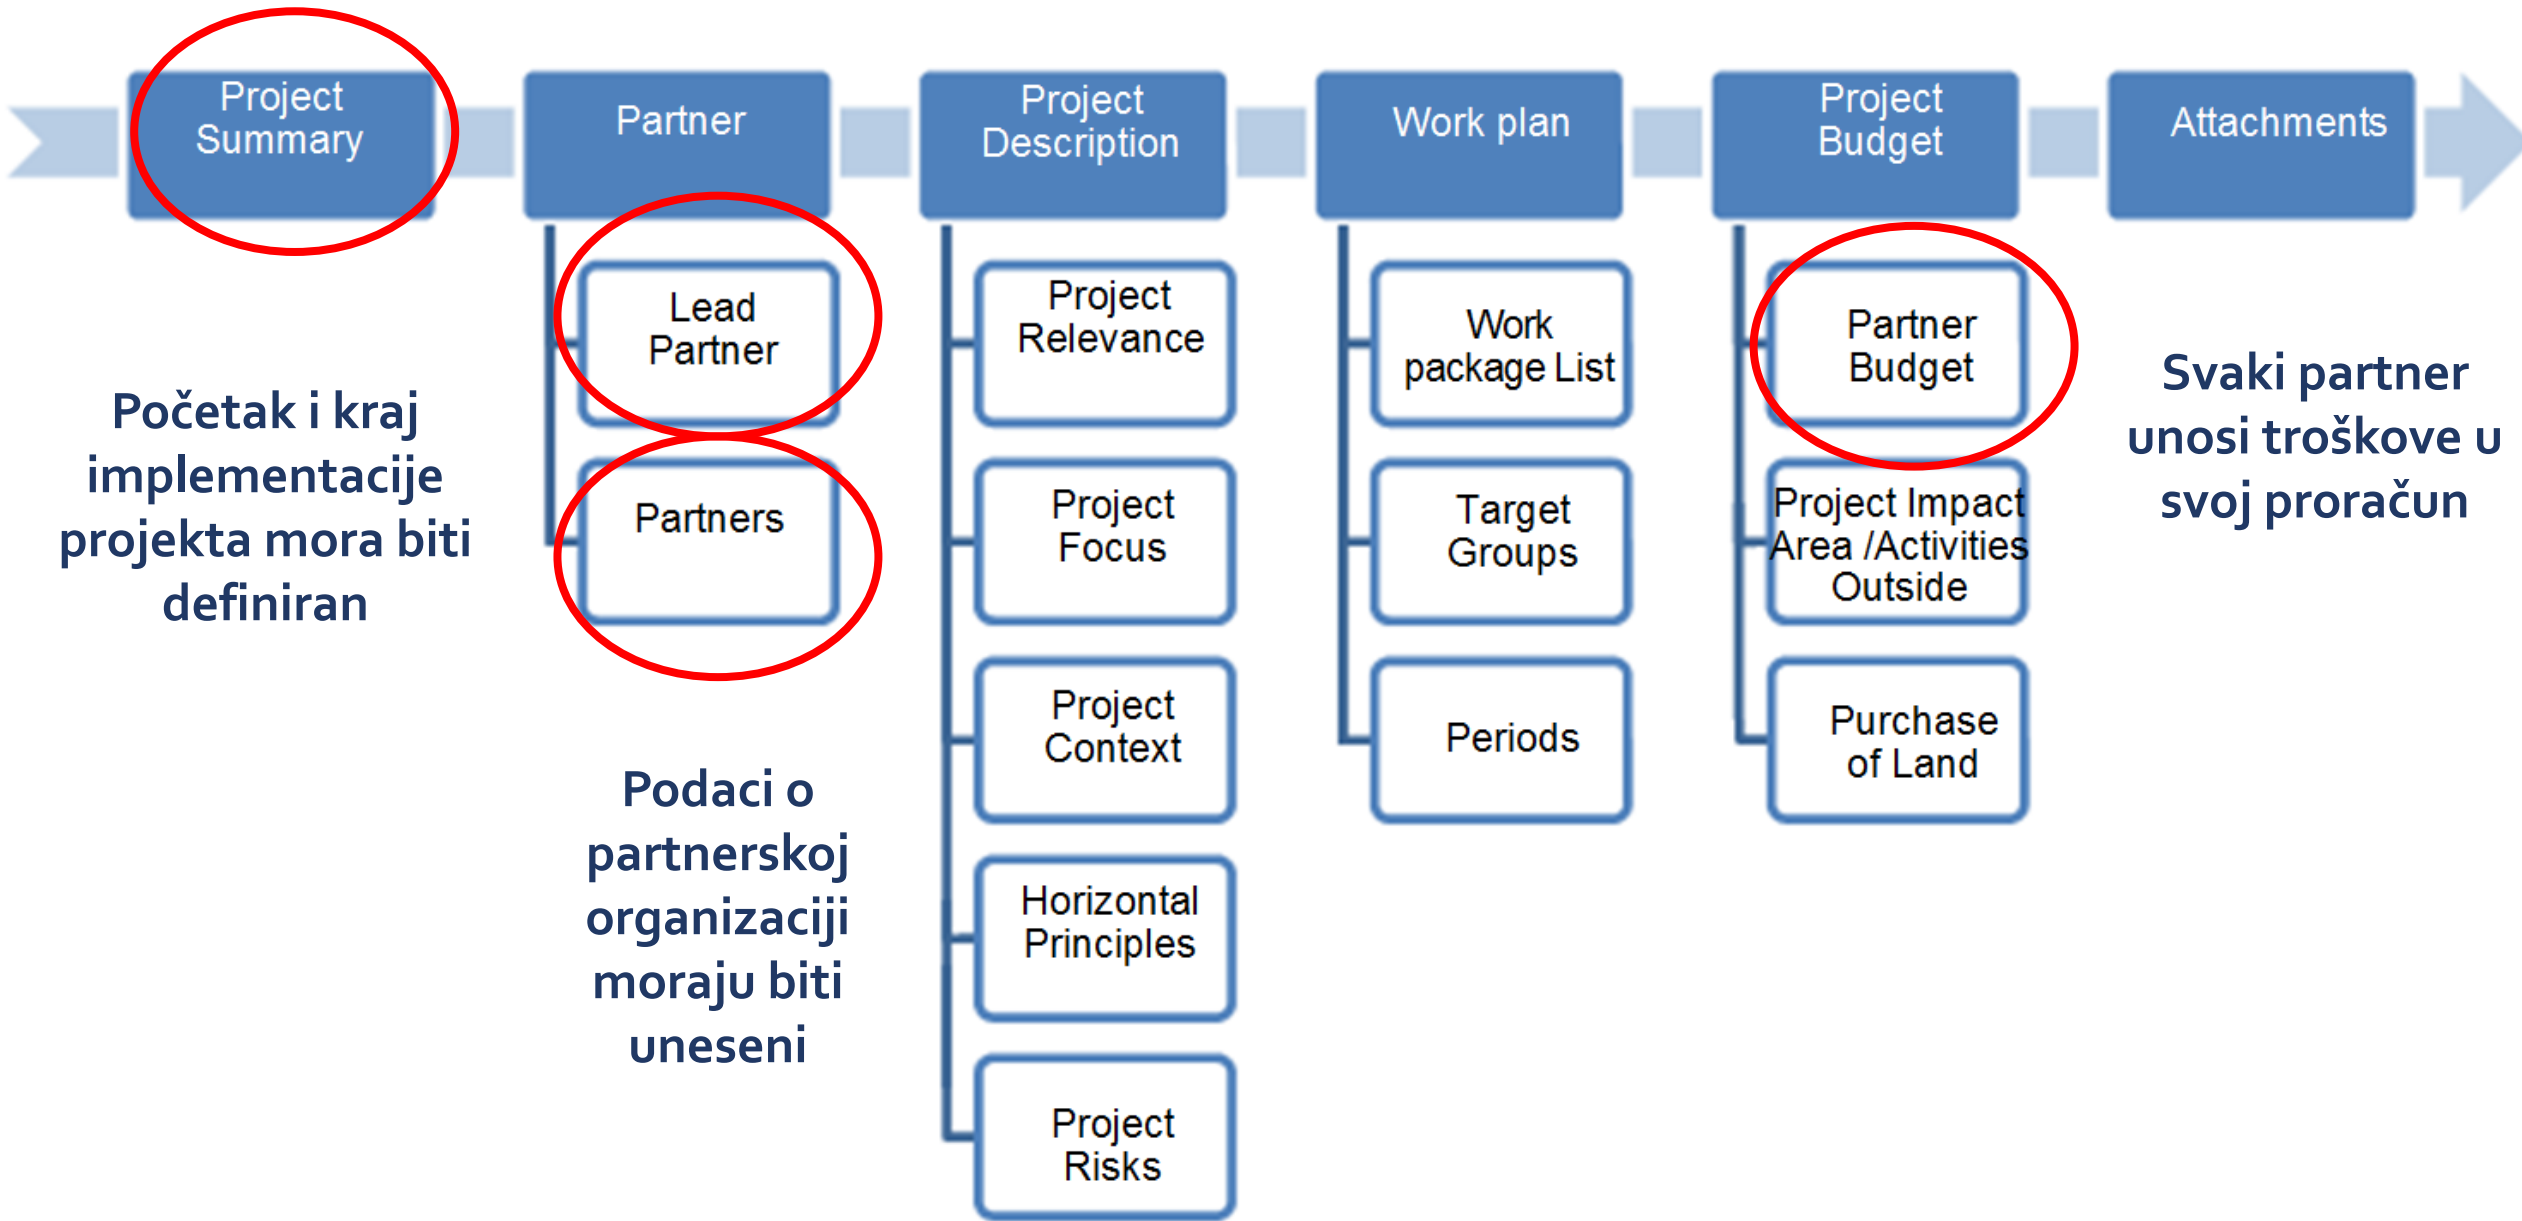 Project
Summary
Partner
Project
Description
Work plan
Project
Budget
Attachments
Početak i kraj
implementacije
projekta mora biti
definiran
Lead
Partner
Partners
Podaci o
partnerskoj
organizaciji
moraju biti
uneseni
Project
Relevance
Project
Focus
Project
Context
Horizontal
Principles
Project
Risks
Work
package List
Target
Groups
Periods
Partner
Budget
Project Impact
Area /Activities
Outside
Purchase
of Land
Svaki partner
unosi troškove u
svoj proračun